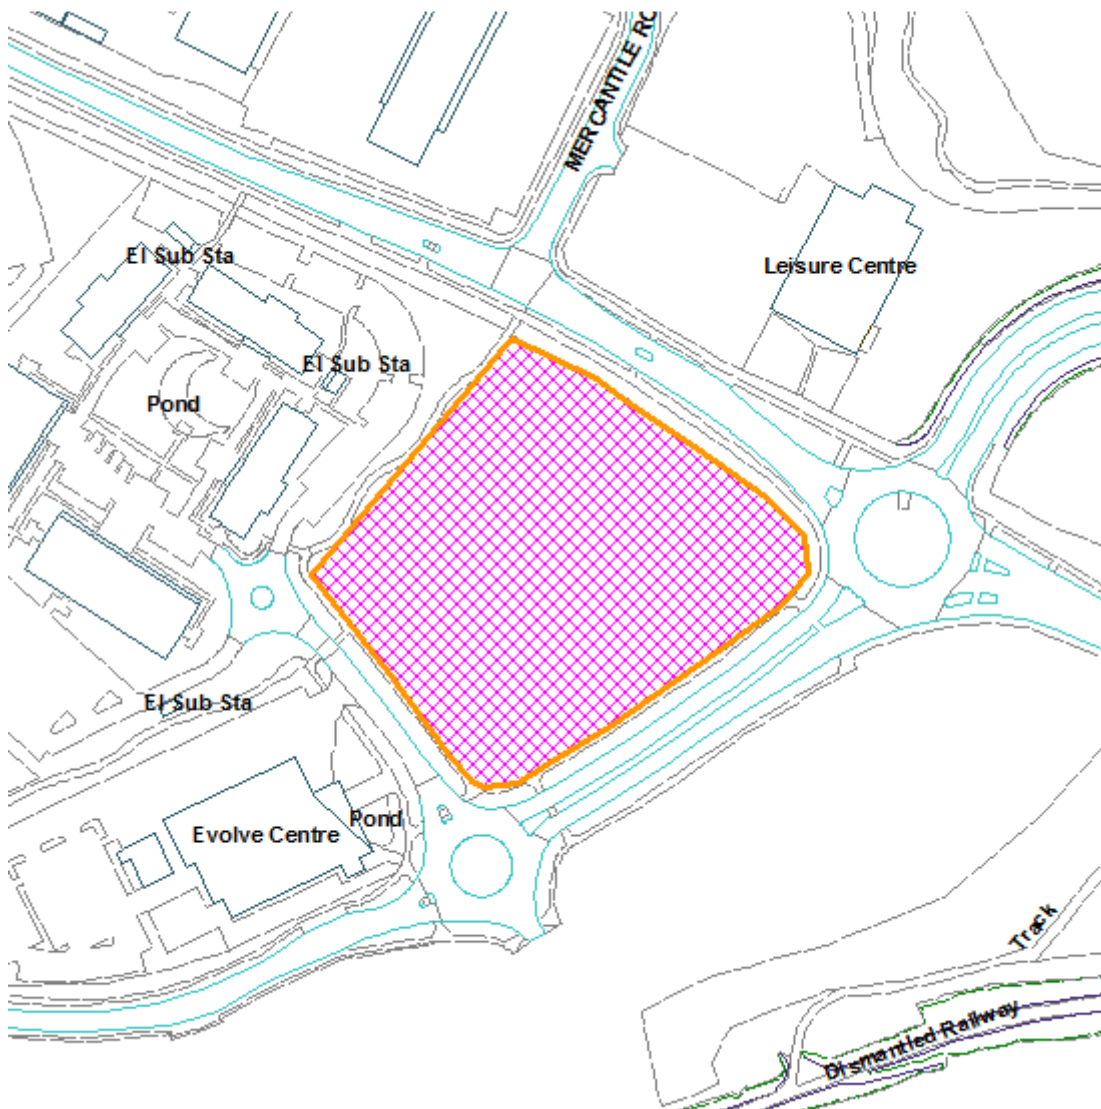 MERCANTILE RO
El Sub Sta
Leisure Centre
El Sub Sta
Pond
El Sub Sta
Pond
Evolve Centre
Track
Dismantled Railway